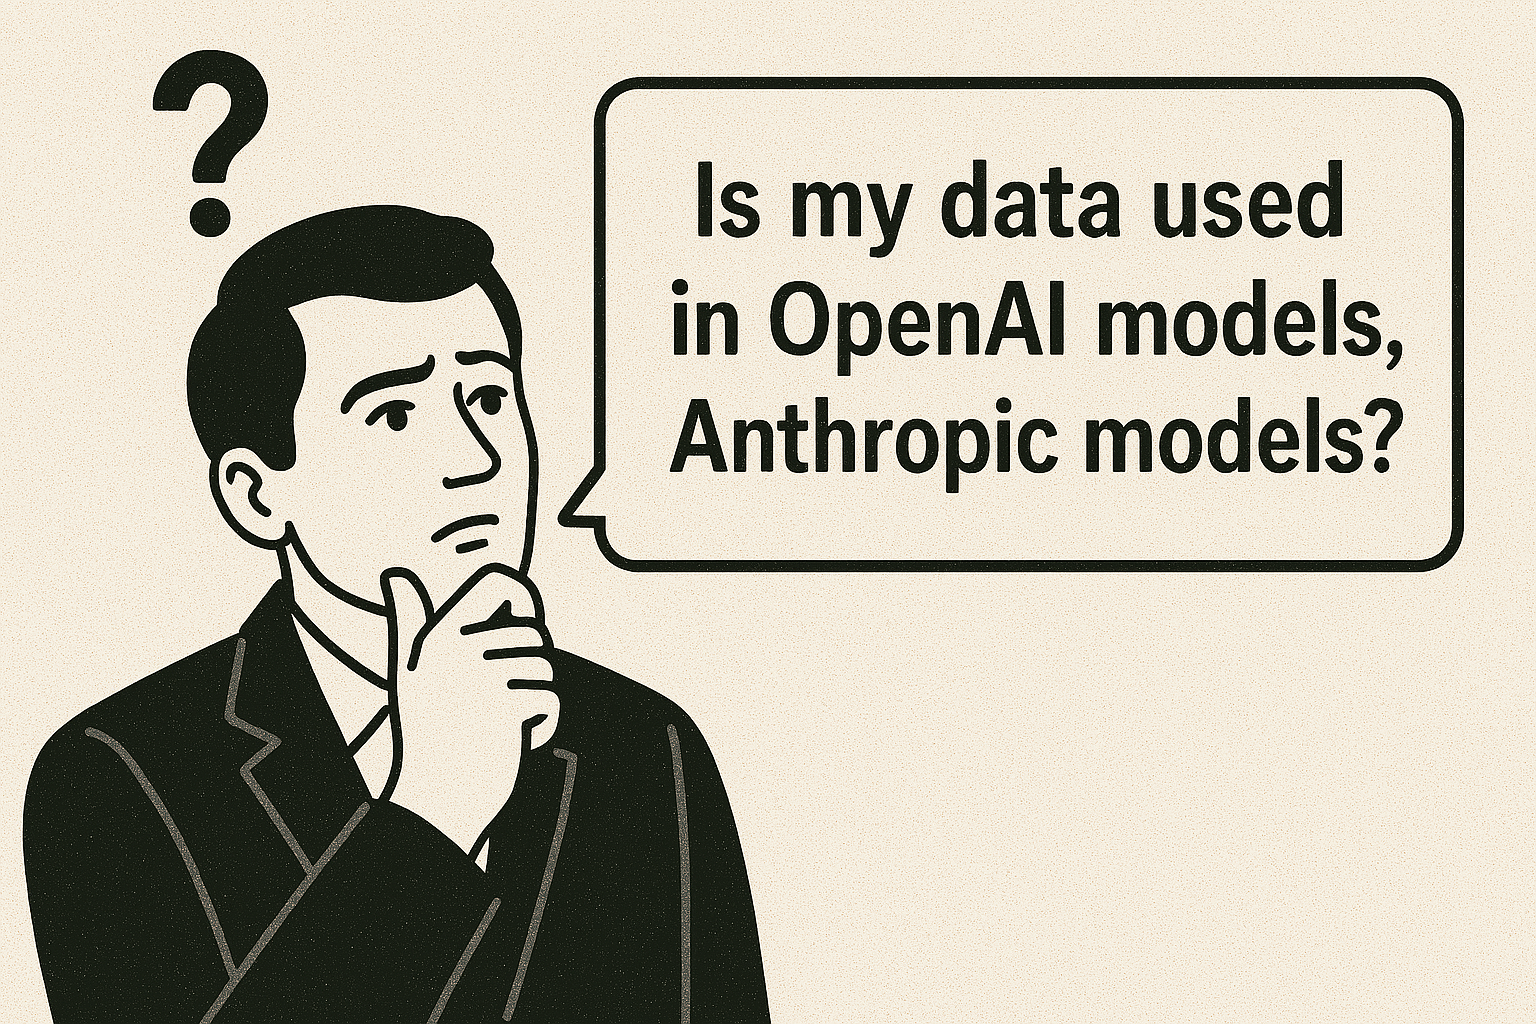 ?
Is my data used
in OpenAI models,
Anthropic models?